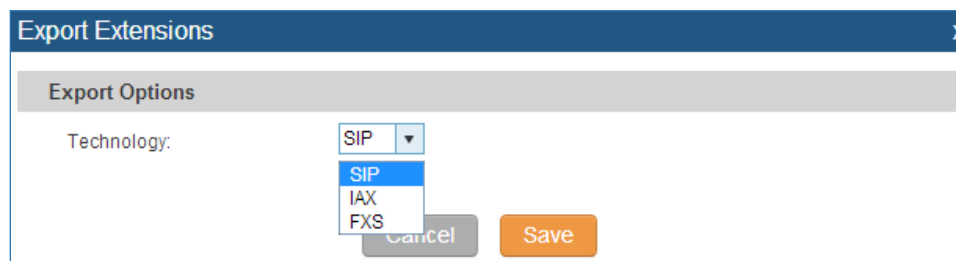 Export Extensions
Export Options
Technology: SIP
SIP
IAX
FXS
Cancel Save